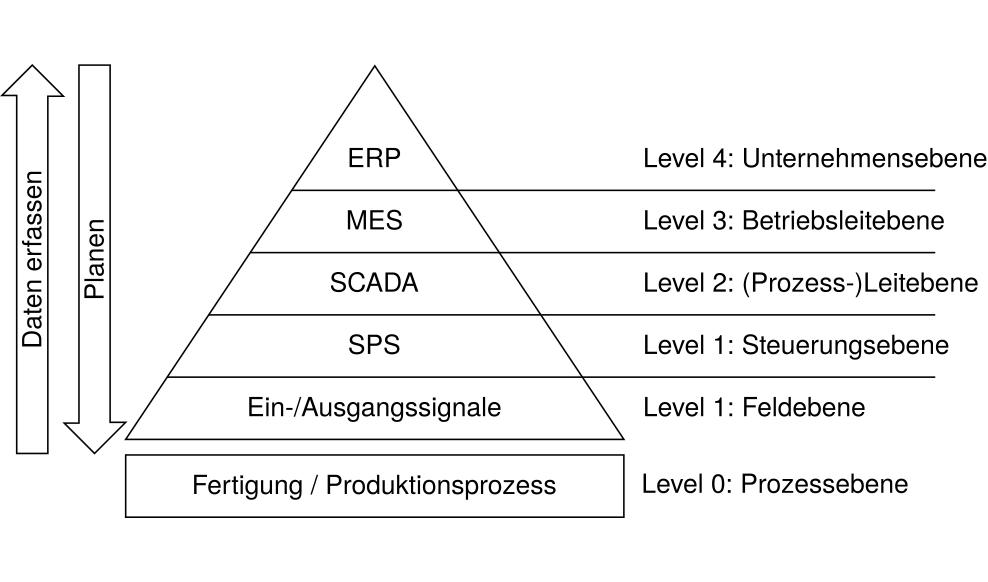 Daten erfassen
Planen
ERP
Level 4: Unternehmensebene
MES
Level 3: Betriebsleitebene
SCADA
Level 2: (Prozess-)Leitebene
SPS
Level 1: Steuerungsebene
Ein-/Ausgangssignale
Level 1: Feldebene
Fertigung / Produktionsprozess
Level 0: Prozessebene